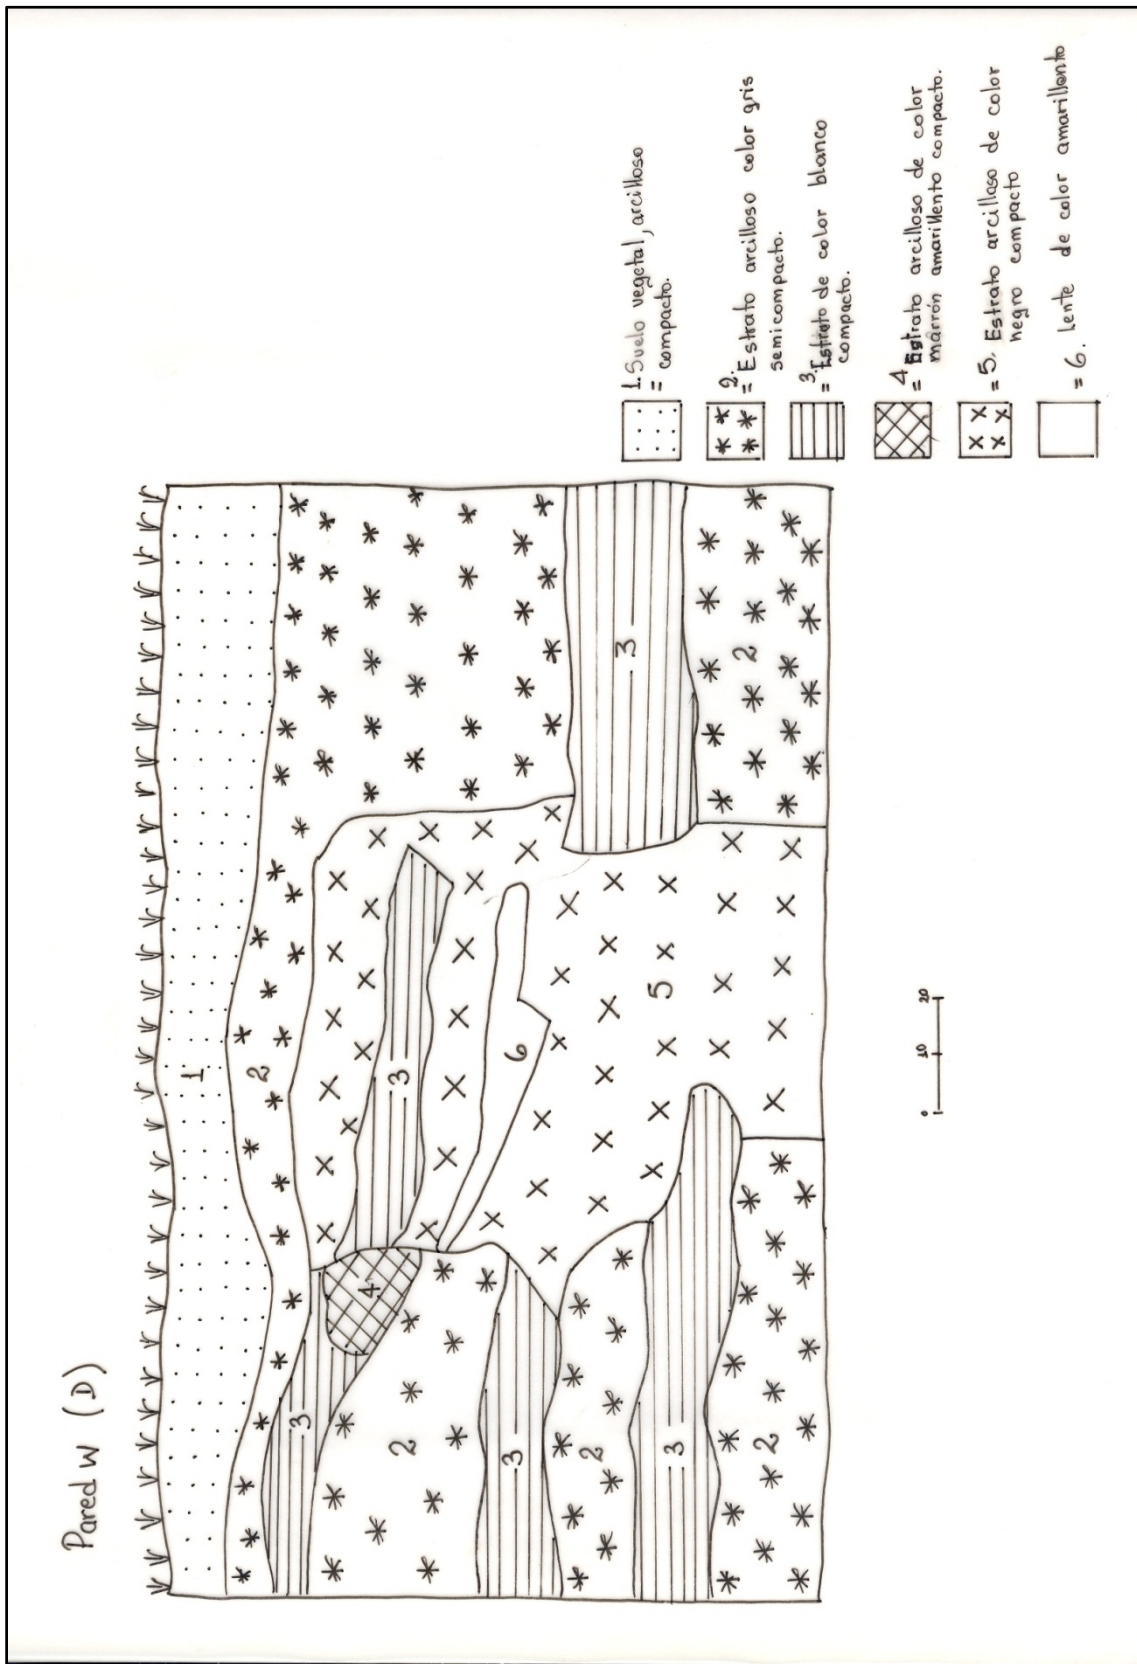 Pared W (D)
1
2
3
4
3
2
3
2
3
2
3
6
5
3
2
0 10 20
1. Suelo vegetal, arcilloso
= compacto.
2.
= Estrato arcilloso color gris
semicompacto.
3.
= Estrato de color blanco
compacto.
4
= Estrato arcilloso de color
marrón amarillento compacto.
= 5. Estrato arcilloso de color
negro compacto
= 6. Lente de color amarillento